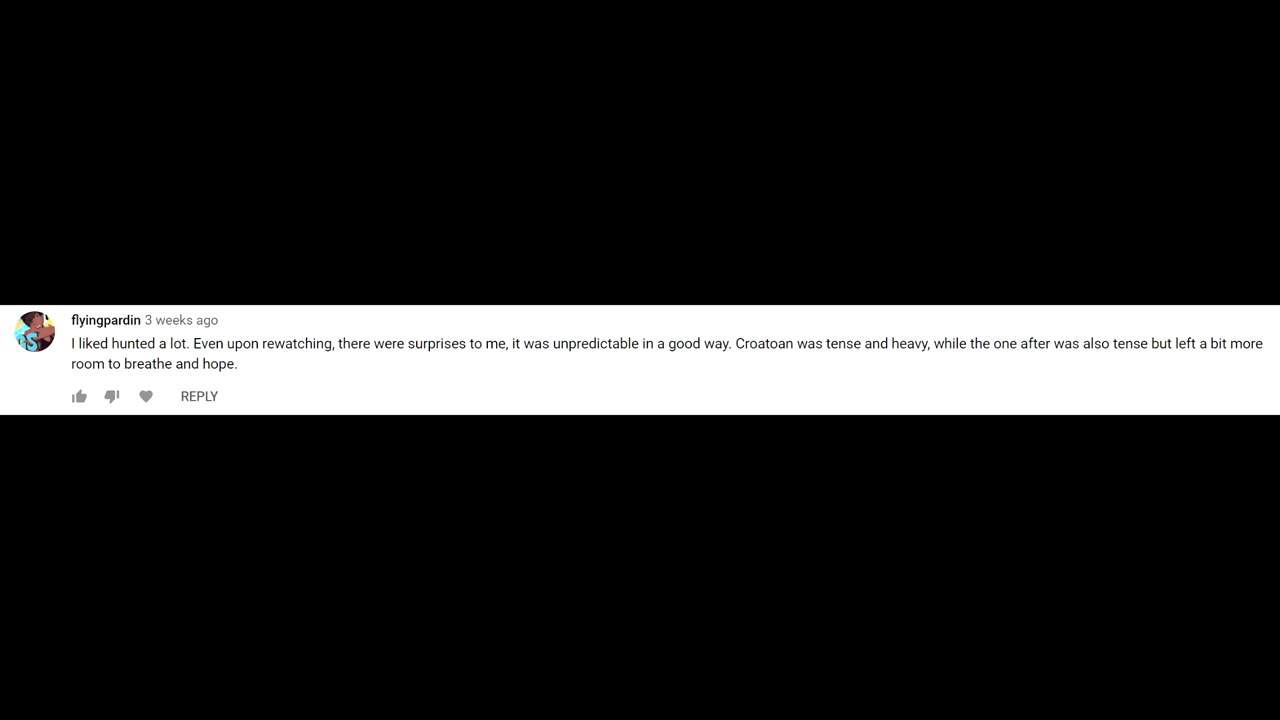 flyingpardin 3 weeks ago
I liked hunted a lot. Even upon rewatching, there were surprises to me, it was unpredictable in a good way. Croatoan was tense and heavy, while the one after was also tense but left a bit more
room to breathe and hope.
REPLY